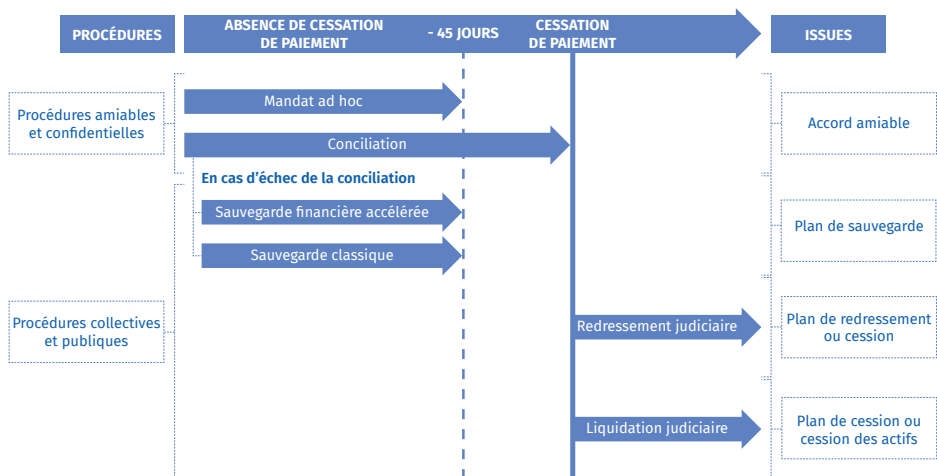 PROCÉDURES
ABSENCE DE CESSATION
DE PAIEMENT
- 45 JOURS
CESSATION
DE PAIEMENT
ISSUES
Procédures amiables
et confidentielles
Mandat ad hoc
Conciliation
Accord amiable
En cas d’échec de la conciliation
Sauvegarde financière accélérée
Sauvegarde classique
Plan de sauvegarde
Procédures collectives
et publiques
Redressement judiciaire
Plan de redressement
ou cession
Liquidation judiciaire
Plan de cession ou
cession des actifs